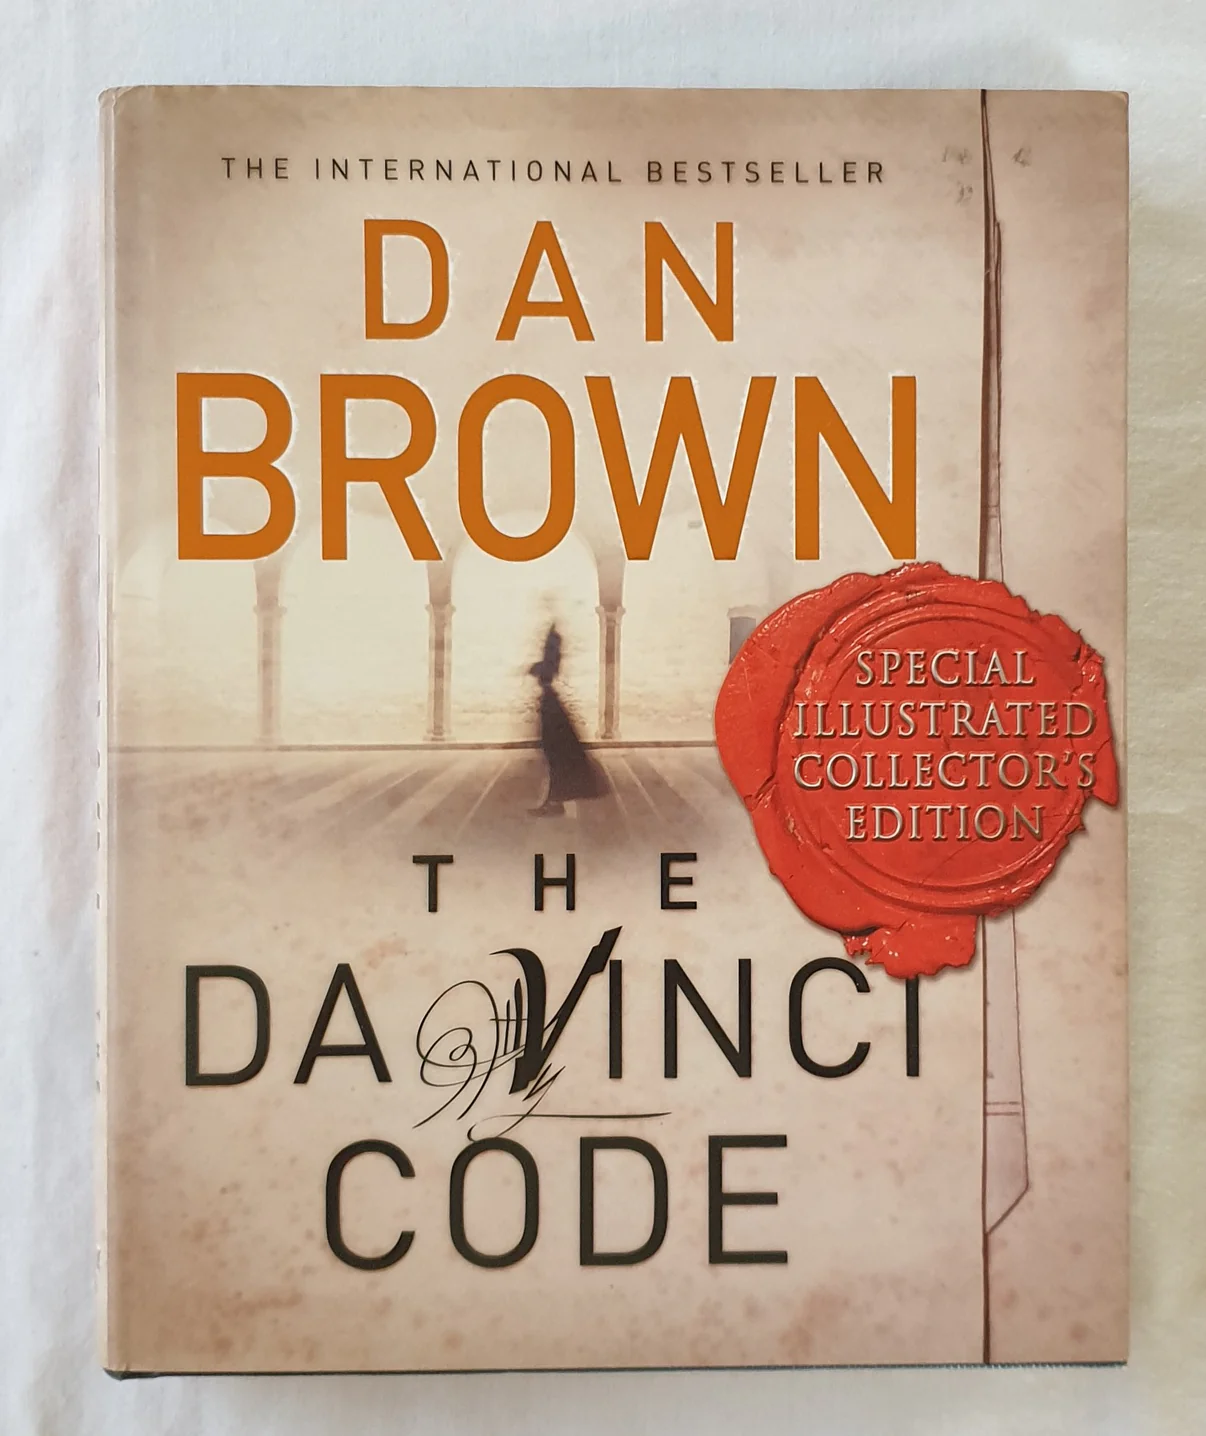 THE INTERNATIONAL BESTSELLER
DAN
BROWN
SPECIAL
ILLUSTRATED
COLLECTOR'S
EDITION
THE
DA VINCI
CODE